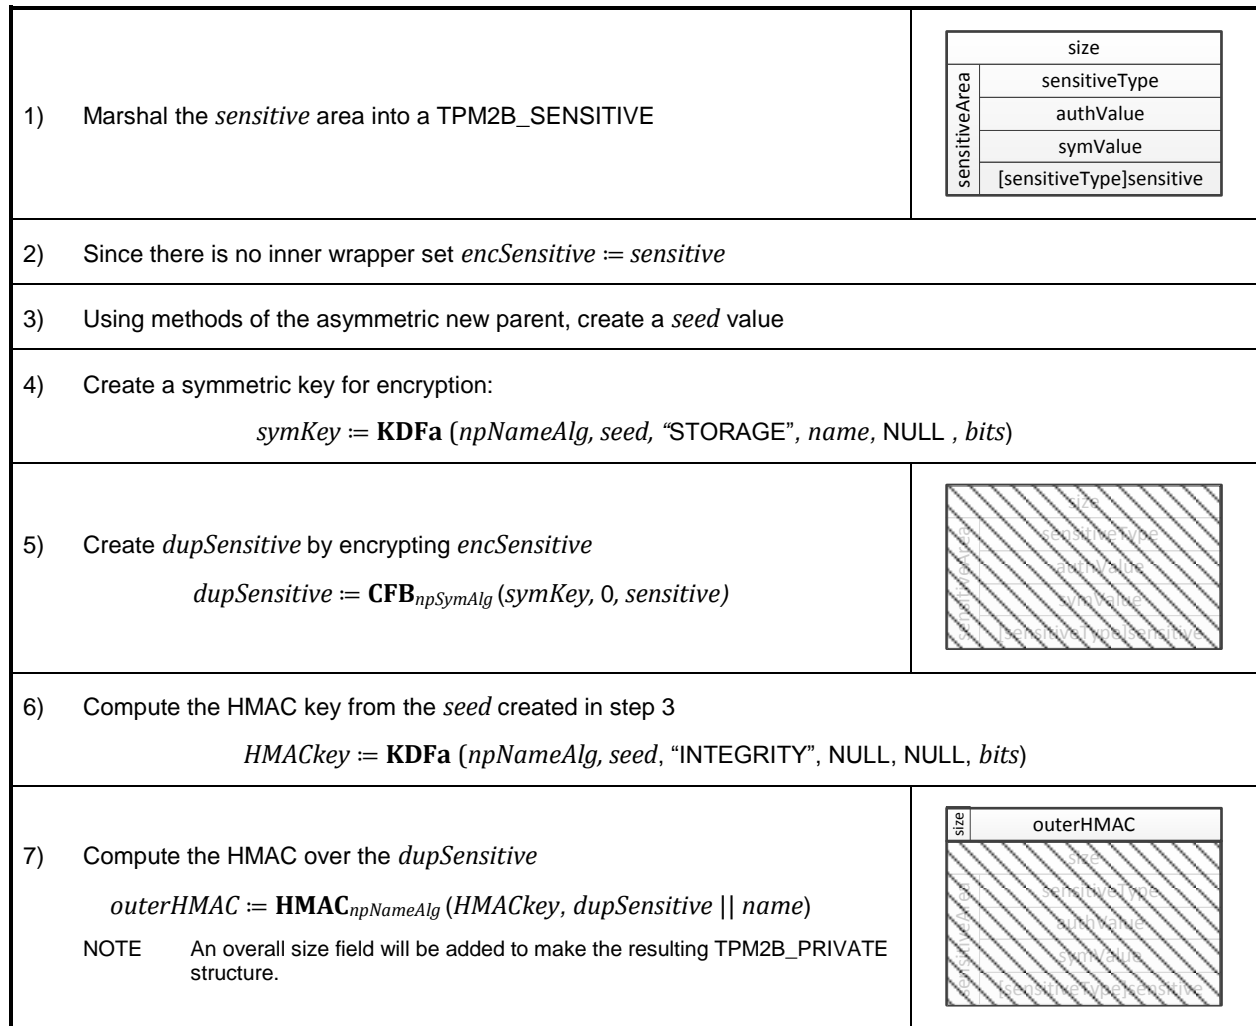 1) Marshal the sensitive area into a TPM2B_SENSITIVE
size
sensitiveArea
sensitiveType
authValue
symValue
[sensitiveType]sensitive
2) Since there is no inner wrapper set encSensitive ≔ sensitive
3) Using methods of the asymmetric new parent, create a seed value
4) Create a symmetric key for encryption:
symKey ≔ KDFa (npNameAlg, seed, “STORAGE”, name, NULL , bits)
5) Create dupSensitive by encrypting encSensitive
dupSensitive ≔ CFBnpSymAlg (symKey, 0, sensitive)
size
sensitiveArea
sensitiveType
authValue
symValue
[sensitiveType]sensitive
6) Compute the HMAC key from the seed created in step 3
HMACkey ≔ KDFa (npNameAlg, seed, “INTEGRITY”, NULL, NULL, bits)
7) Compute the HMAC over the dupSensitive
outerHMAC ≔ HMACnpNameAlg (HMACkey, dupSensitive || name)
NOTE An overall size field will be added to make the resulting TPM2B_PRIVATE
structure.
size
outerHMAC
size
sensitiveArea
sensitiveType
authValue
symValue
[sensitiveType]sensitive